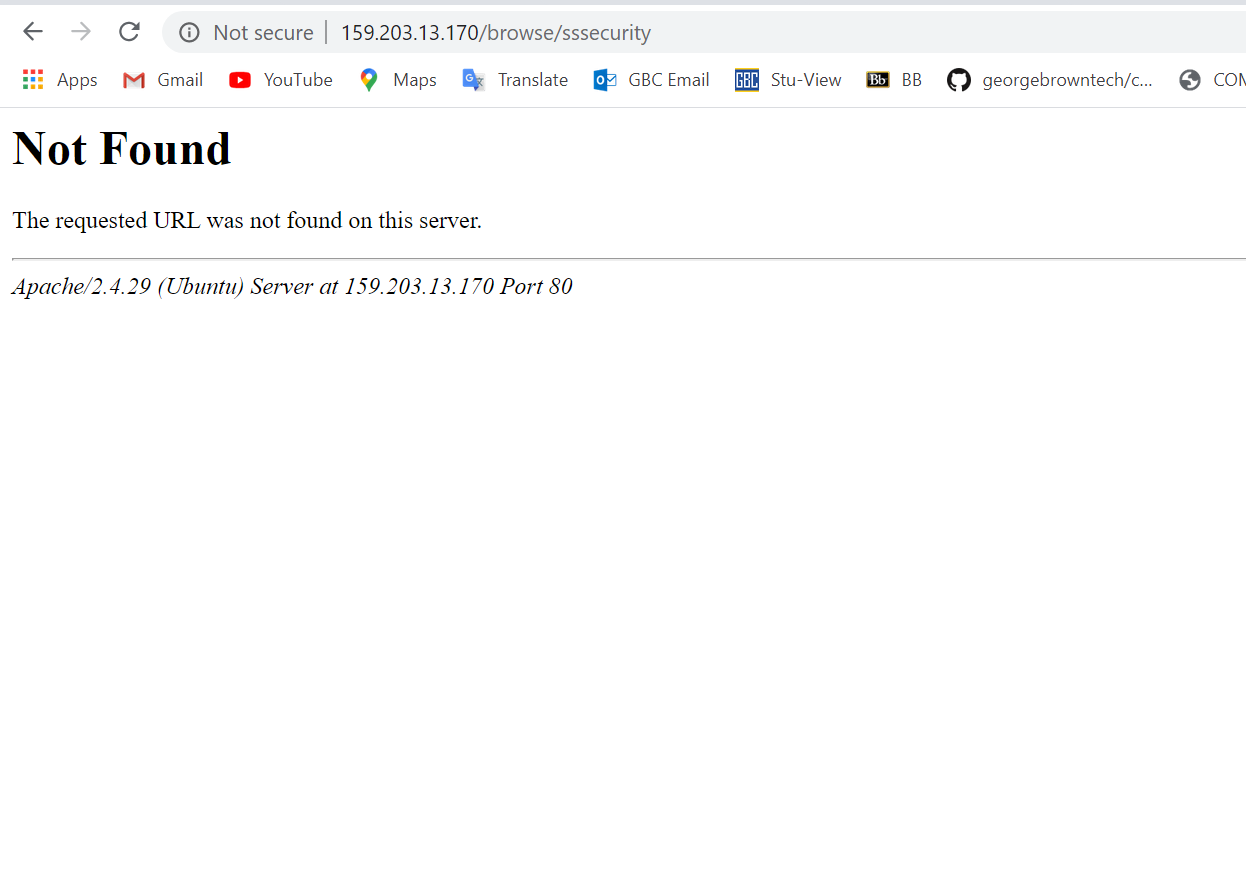 Not secure | 159.203.13.170/browse/sssecurity
Apps Gmail YouTube Maps Translate GBC Email GBC Stu-View Bb BB georgebrowntech/c... COM
Not Found
The requested URL was not found on this server.
Apache/2.4.29 (Ubuntu) Server at 159.203.13.170 Port 80